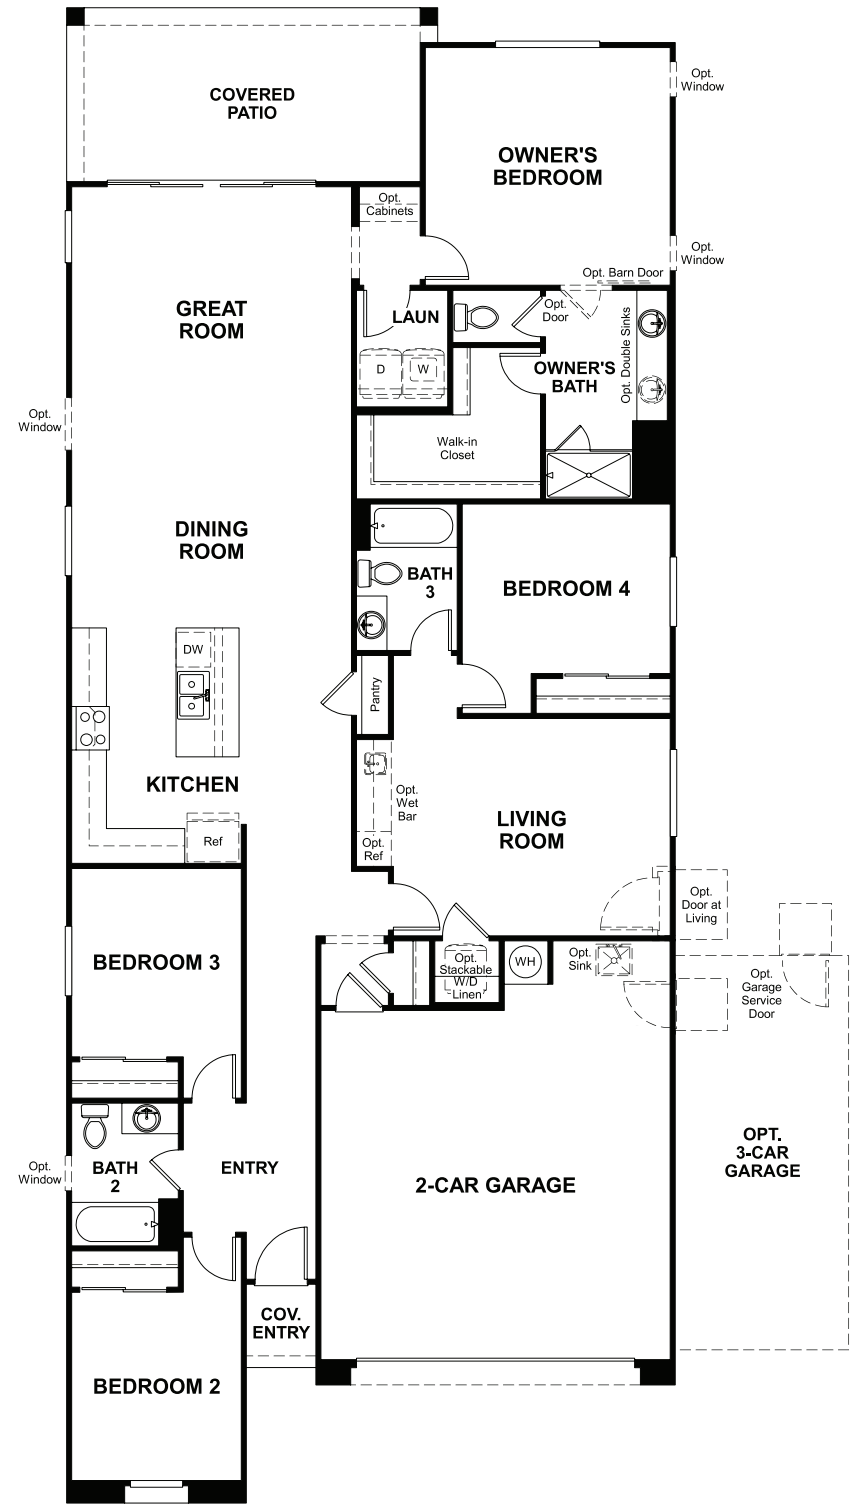 COVERED
PATIO
Opt.
Window
OWNER'S
BEDROOM
Opt.
Cabinets
Opt.
Window
Opt. Barn Door
GREAT
ROOM
LAUN
Opt.
Door
Opt. Double Sinks
D
W
OWNER'S
BATH
Opt.
Window
Walk-in
Closet
DINING
ROOM
BATH
3
BEDROOM 4
DW
Pantry
KITCHEN
Opt.
Wet
Bar
LIVING
ROOM
Ref
Opt.
Ref
Opt.
Door at
Living
BEDROOM 3
Opt.
Stackable
W/D
Linen
WH
Opt.
Sink
Opt.
Garage
Service
Door
Opt.
Window
BATH
2
ENTRY
2-CAR GARAGE
OPT.
3-CAR
GARAGE
COV.
ENTRY
BEDROOM 2